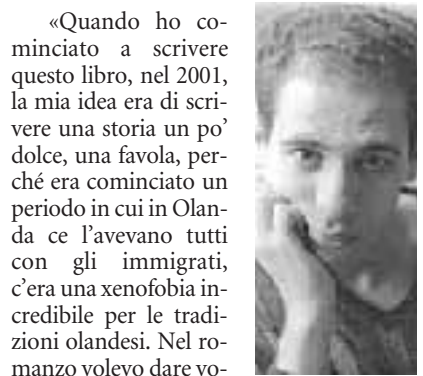 «Quando ho co-
minciato a scrivere
questo libro, nel 2001,
la mia idea era di scri-
vere una storia un po’
dolce, una favola, per-
ché era cominciato un
periodo in cui in Olan-
da ce l'avevano tutti
con gli immigrati,
c'era una xenofobia in-
credibile per le tradi-
zioni olandesi. Nel ro-
manzo volevo dare vo-